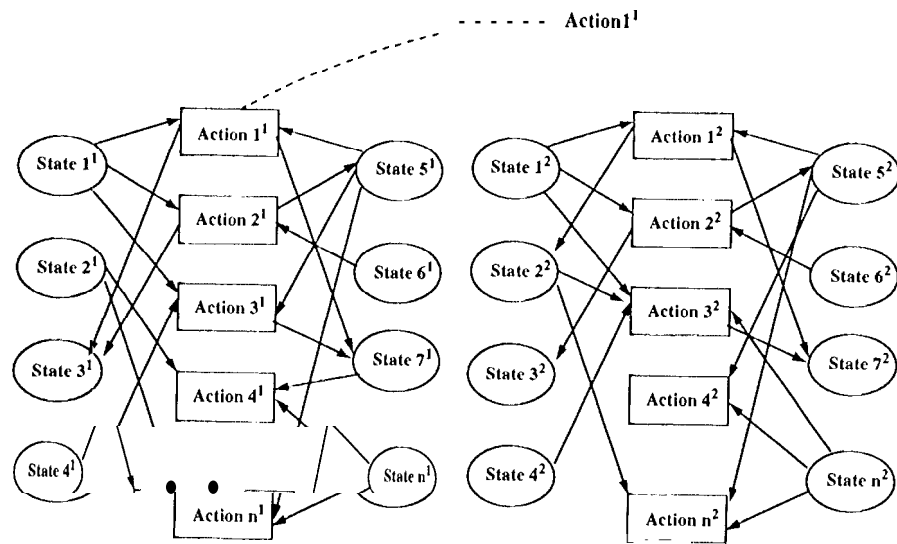 Action1¹
Action 1¹
State 1¹
State 5¹
Action 2¹
State 2¹
State 6¹
Action 3¹
State 3¹
State 7¹
Action 4¹
State 4¹
State n¹
Action n¹
Action 1²
State 1²
State 5²
Action 2²
State 2²
State 6²
Action 3²
State 3²
State 7²
Action 4²
State 4²
State n²
Action n²